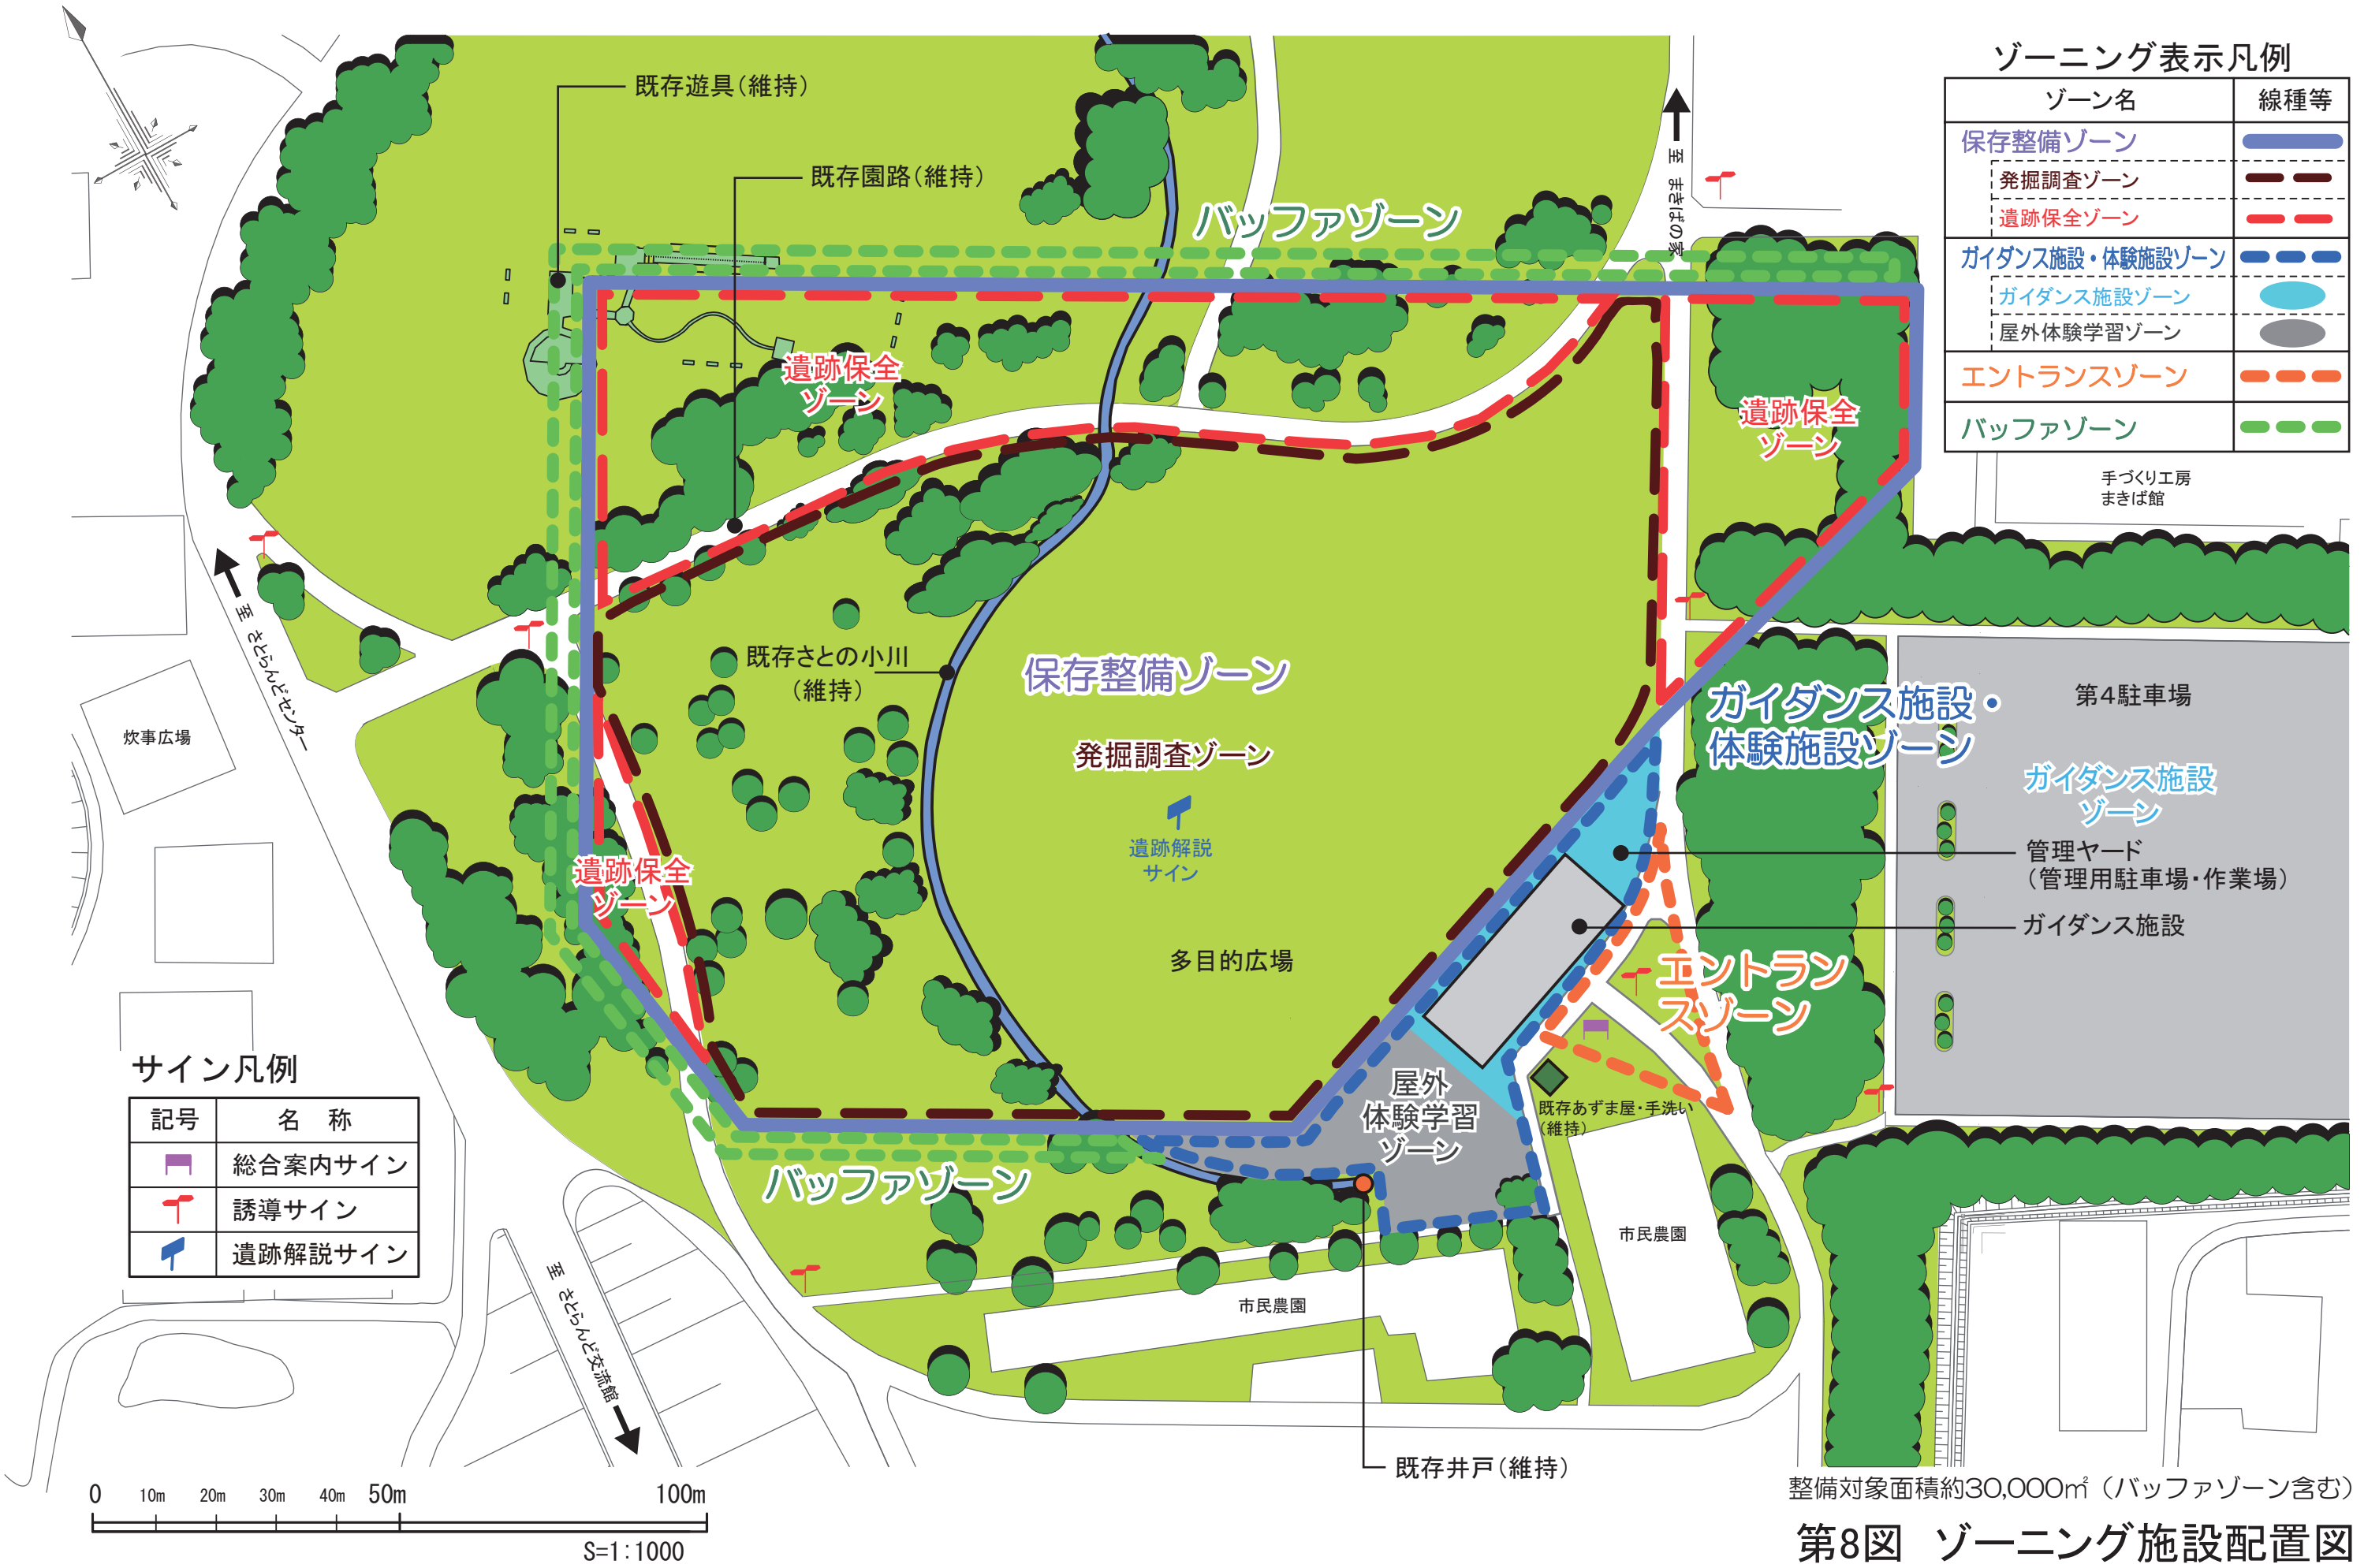 既存遊具(維持)
既存園路(維持)
バッファゾーン
至 まきばの家
ゾーニング表示凡例
ゾーン名
線種等
保存整備ゾーン
発掘調査ゾーン
遺跡保全ゾーン
ガイダンス施設・体験施設ゾーン
ガイダンス施設ゾーン
屋外体験学習ゾーン
エントランスゾーン
バッファゾーン
遺跡保全
ゾーン
遺跡保全
ゾーン
手づくり工房
まきば館
至 さとらんどセンター
炊事広場
既存さとの小川
(維持)
保存整備ゾーン
発掘調査ゾーン
遺跡解説
サイン
多目的広場
遺跡保全
ゾーン
ガイダンス施設・
体験施設ゾーン
第4駐車場
ガイダンス施設
ゾーン
管理ヤード
(管理用駐車場・作業場)
ガイダンス施設
エントラン
スゾーン
屋外
体験学習
ゾーン
既存あずま屋・手洗い
(維持)
バッファゾーン
市民農園
市民農園
サイン凡例
記号
名 称
総合案内サイン
誘導サイン
遺跡解説サイン
至 さとらんど交流館
既存井戸(維持)
0 10m 20m 30m 40m 50m 100m
S=1:1000
整備対象面積約30,000㎡(バッファゾーン含む)
第8図 ゾーニング施設配置図